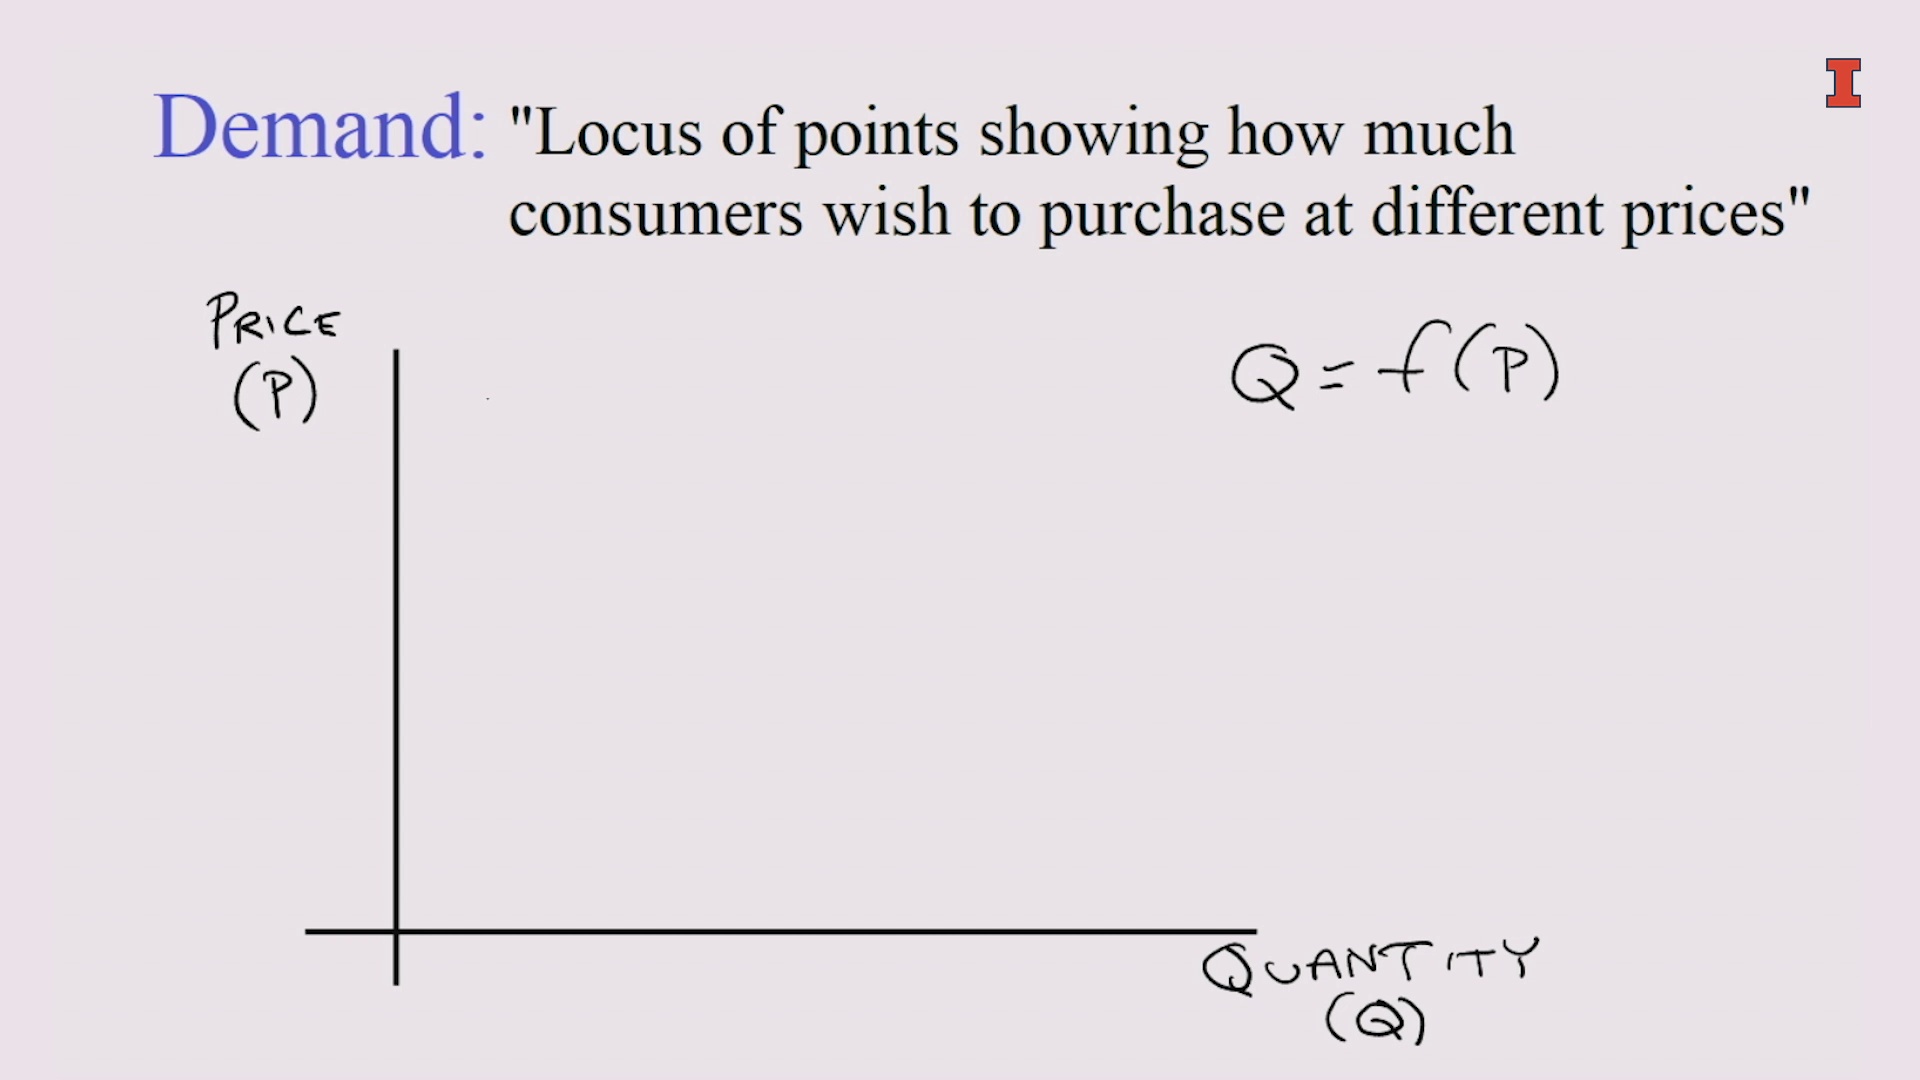 Demand: "Locus of points showing how much
consumers wish to purchase at different prices"
PRICE
(P)
Q = f(P)
QUANTITY
(Q)
I